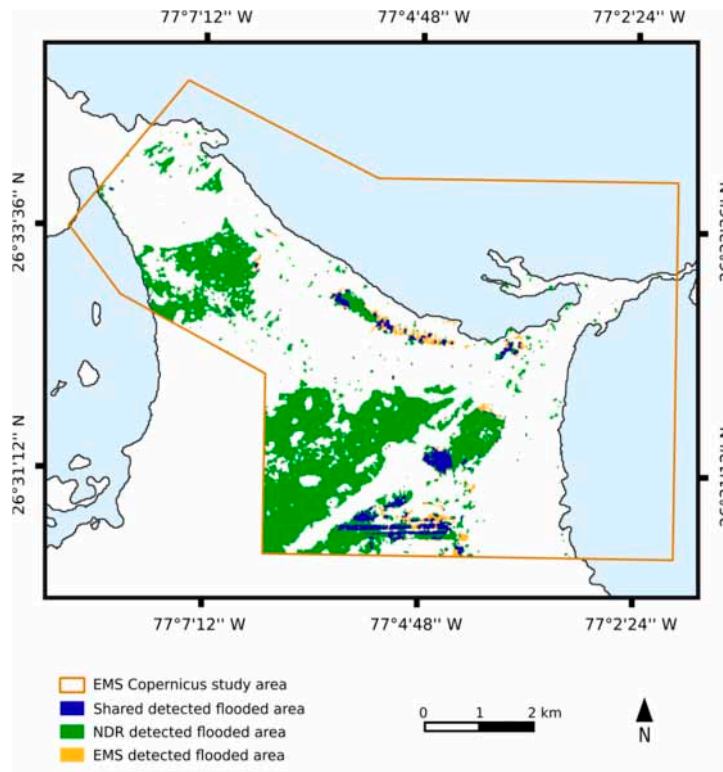 77°7'12'' W 77°4'48'' W 77°2'24'' W
26°33'36'' N
26°31'12'' N
77°7'12'' W 77°4'48'' W 77°2'24'' W
EMS Copernicus study area
Shared detected flooded area
NDR detected flooded area
EMS detected flooded area
0 1 2 km
N